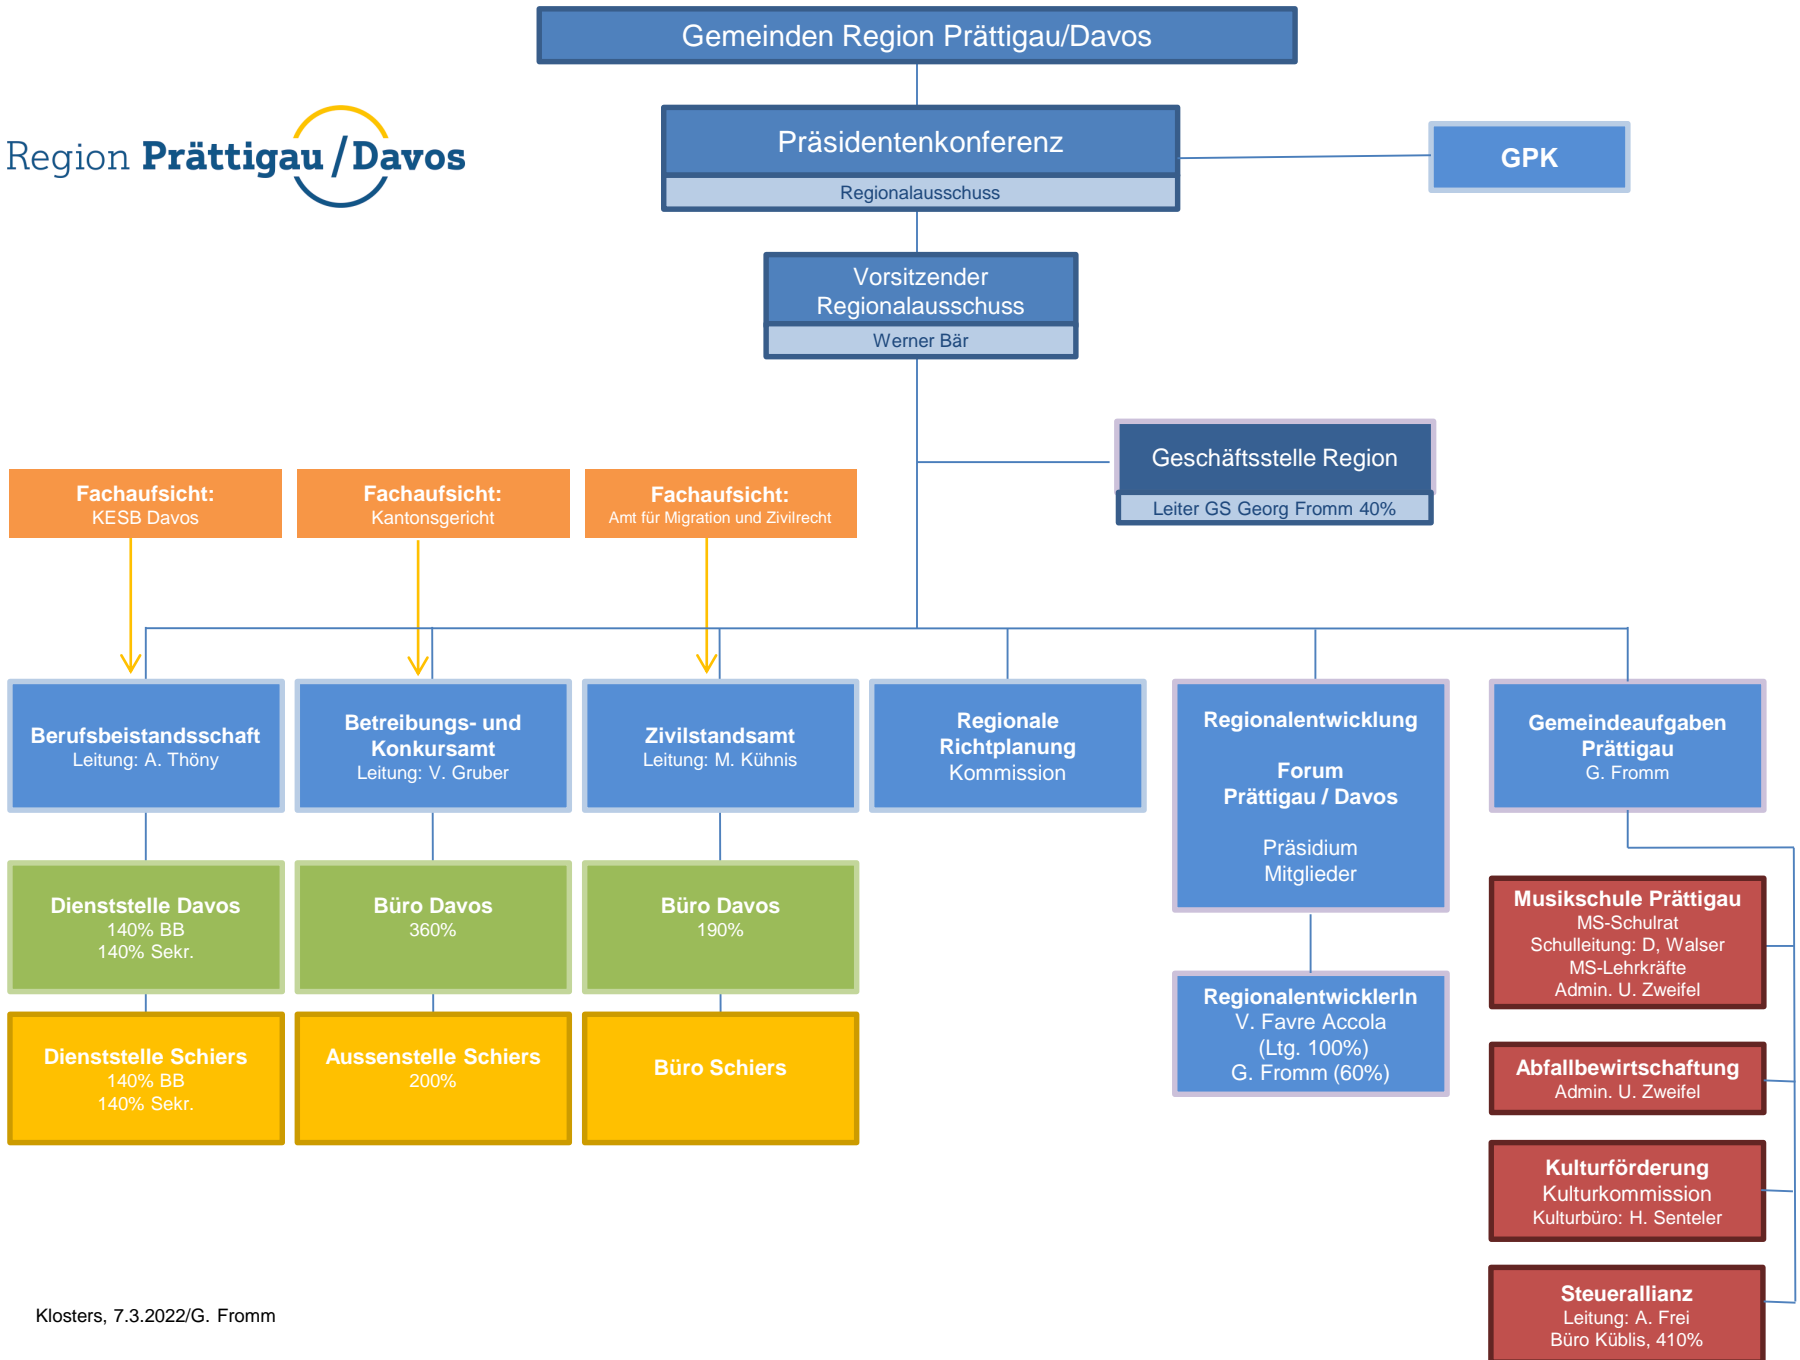 Gemeinden Region Prättigau/Davos
Region Prättigau / Davos
Präsidentenkonferenz
Regionalausschuss
GPK
Vorsitzender
Regionalausschuss
Werner Bär
Geschäftsstelle Region
Leiter GS Georg Fromm 40%
Fachaufsicht:
KESB Davos
Fachaufsicht:
Kantonsgericht
Fachaufsicht:
Amt für Migration und Zivilrecht
Berufsbeistandsschaft
Leitung: A. Thöny
Betreibungs- und
Konkursamt
Leitung: V. Gruber
Zivilstandsamt
Leitung: M. Kühnis
Regionale
Richtplanung
Kommission
Regionalentwicklung
Forum
Prättigau / Davos
Präsidium
Mitglieder
Gemeindeaufgaben
Prättigau
G. Fromm
Dienststelle Davos
140% BB
140% Sekr.
Büro Davos
360%
Büro Davos
190%
Musikschule Prättigau
MS-Schulrat
Schulleitung: D, Walser
MS-Lehrkräfte
Admin. U. Zweifel
RegionalentwicklerIn
V. Favre Accola
(Ltg. 100%)
G. Fromm (60%)
Dienststelle Schiers
140% BB
140% Sekr.
Aussenstelle Schiers
200%
Büro Schiers
Abfallbewirtschaftung
Admin. U. Zweifel
Kulturförderung
Kulturkommission
Kulturbüro: H. Senteler
Steuerallianz
Leitung: A. Frei
Büro Küblis, 410%
Klosters, 7.3.2022/G. Fromm